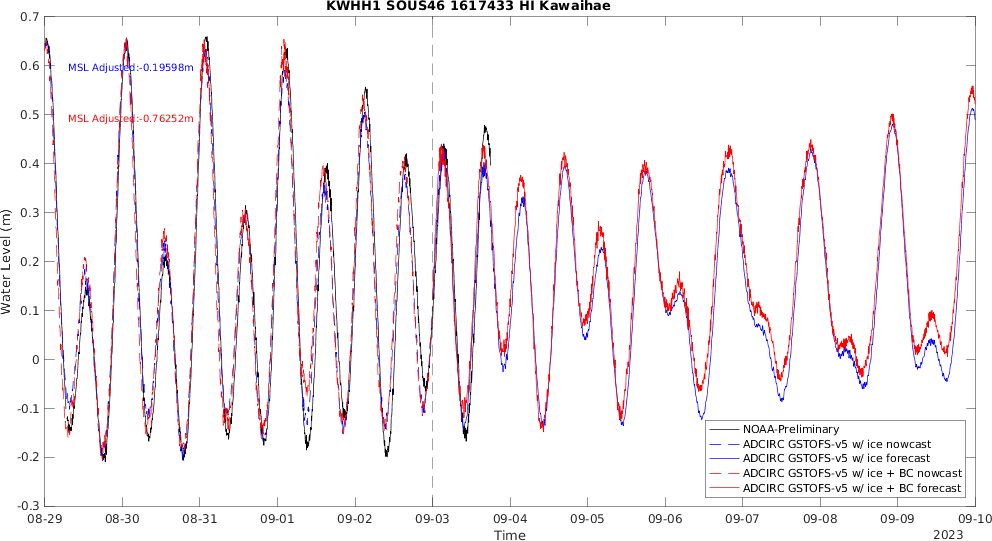 KWHH1 SOUS46 1617433 HI Kawaihae
0.7
0.6
0.5
0.4
0.3
0.2
0.1
0
-0.1
-0.2
-0.3
Water Level (m)
MSL Adjusted:-0.19598m
MSL Adjusted:-0.76252m
NOAA-Preliminary
ADCIRC GSTOFS-v5 w/ ice nowcast
ADCIRC GSTOFS-v5 w/ ice forecast
ADCIRC GSTOFS-v5 w/ ice + BC nowcast
ADCIRC GSTOFS-v5 w/ ice + BC forecast
08-29 08-30 08-31 09-01 09-02 09-03 09-04 09-05 09-06 09-07 09-08 09-09 09-10
Time
2023